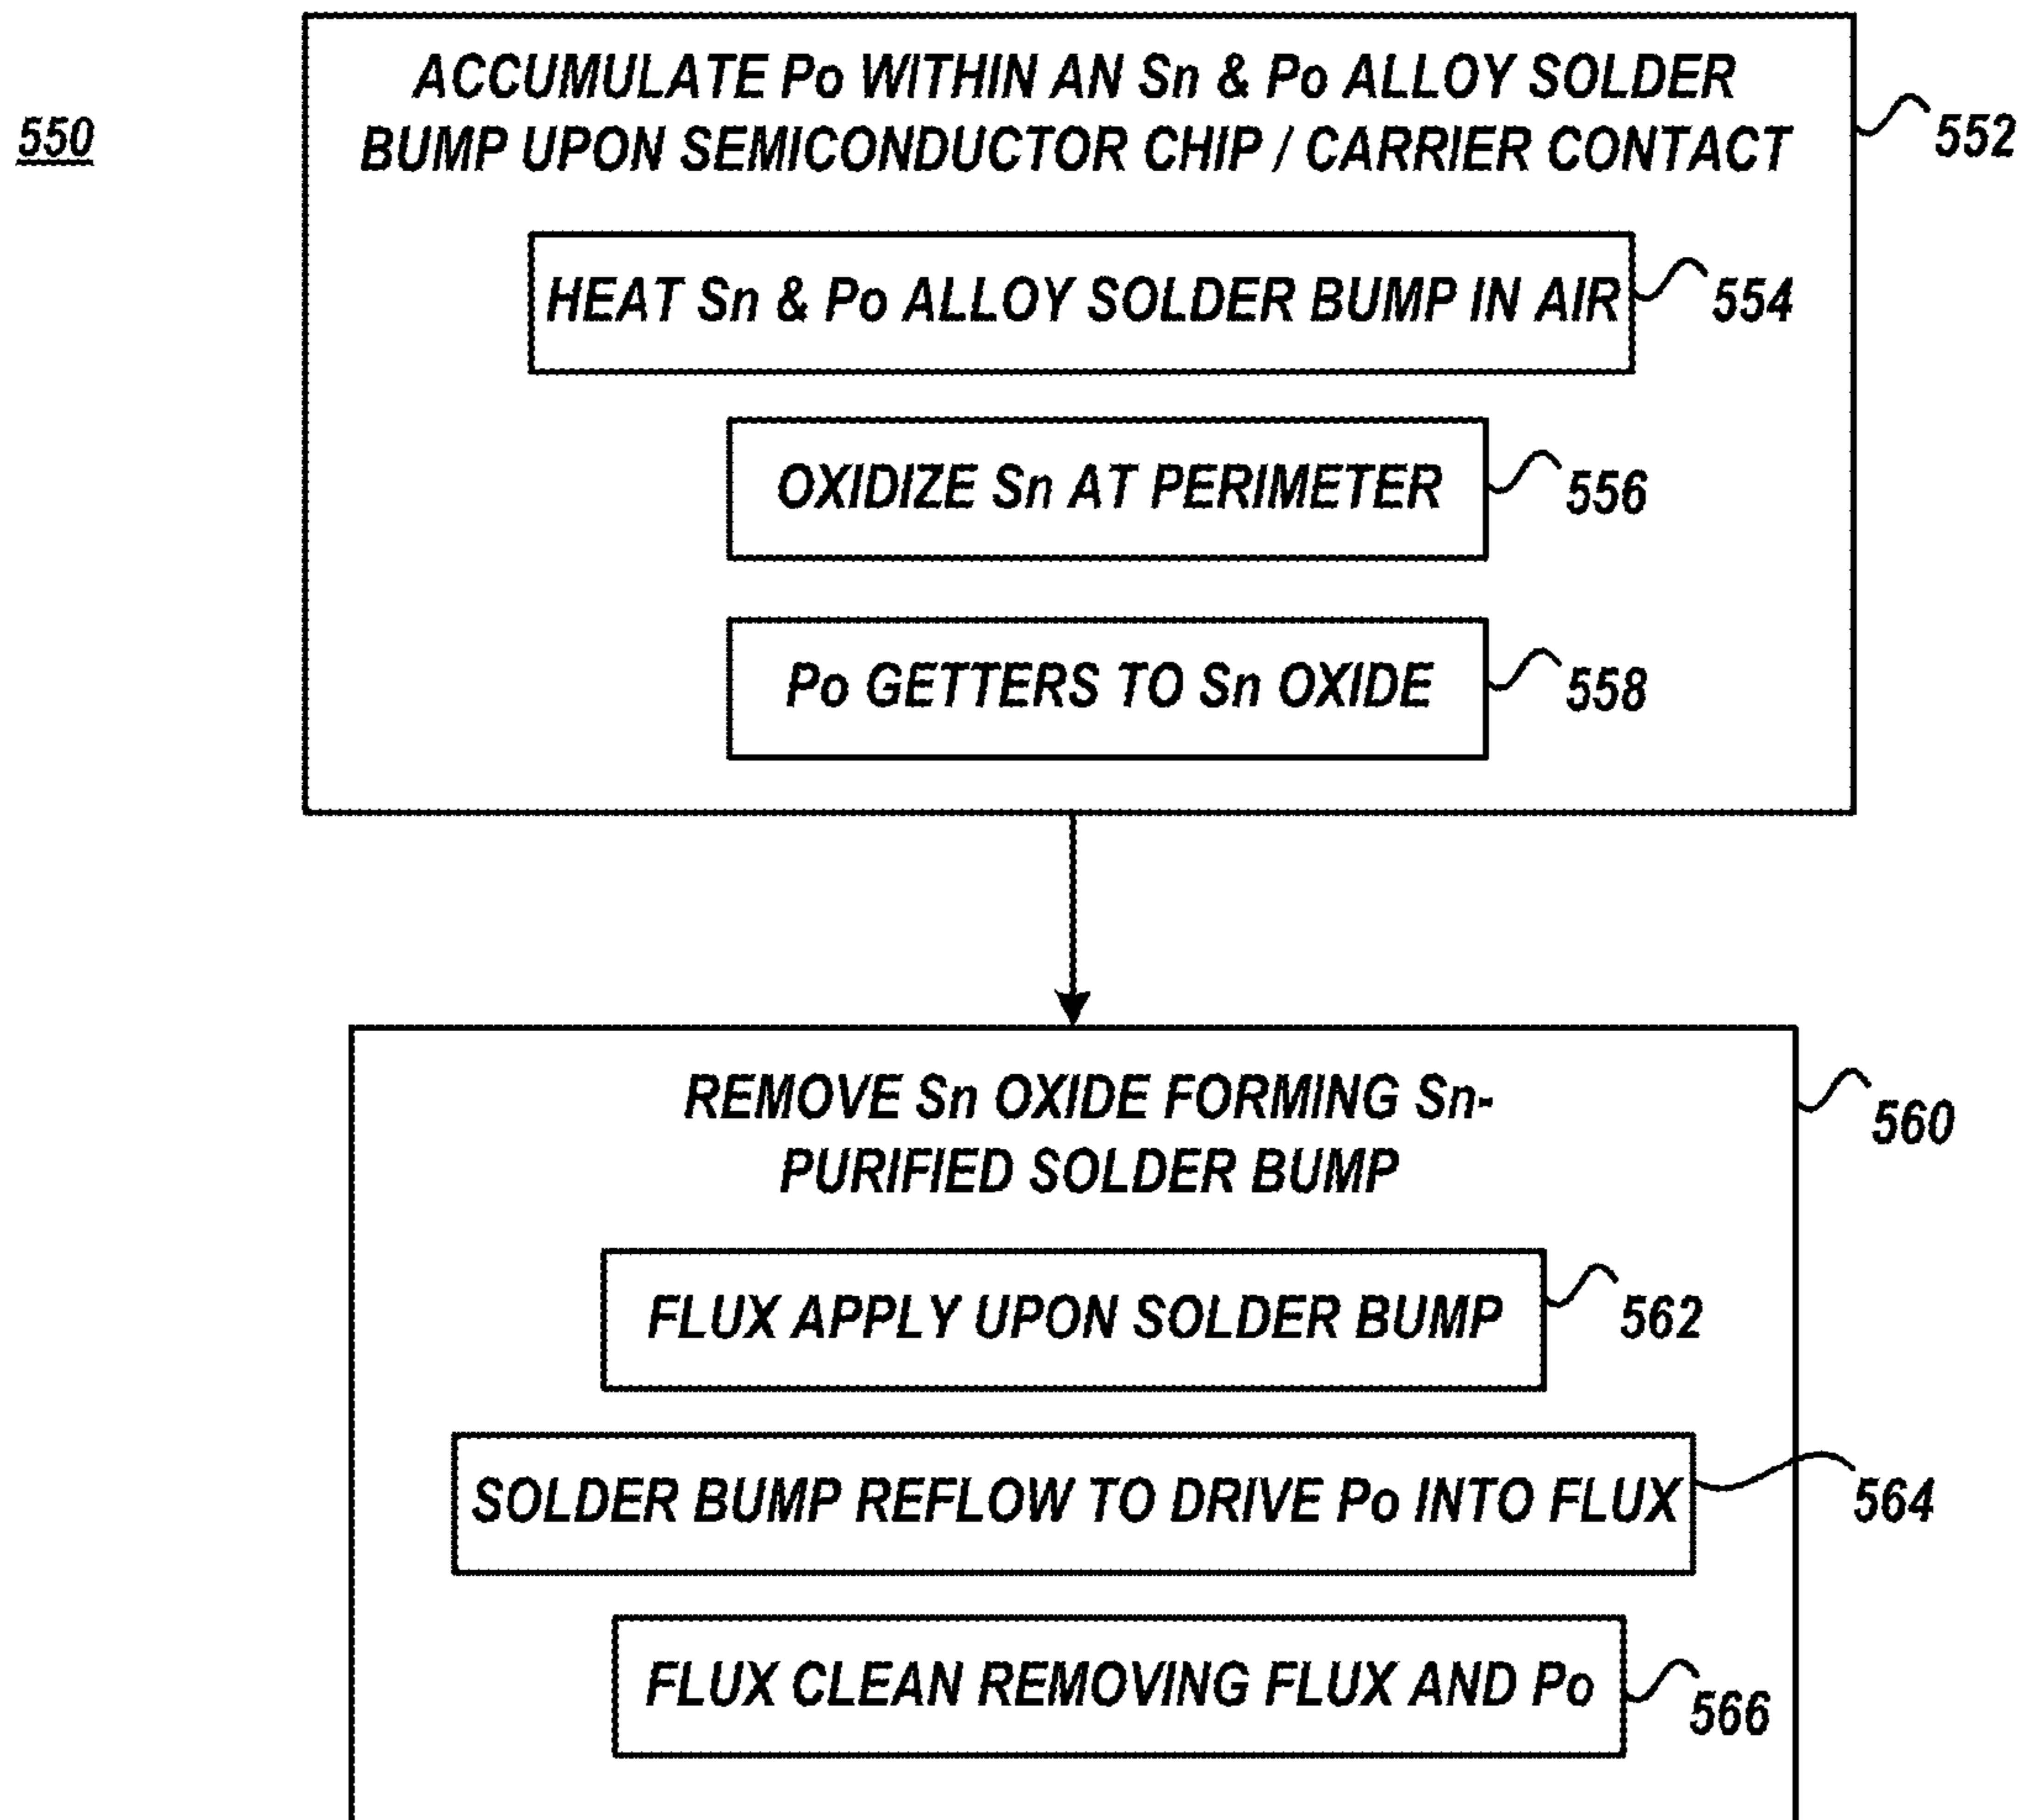 550
ACCUMULATE Po WITHIN AN Sn & Po ALLOY SOLDER
BUMP UPON SEMICONDUCTOR CHIP / CARRIER CONTACT
552
HEAT Sn & Po ALLOY SOLDER BUMP IN AIR
554
OXIDIZE Sn AT PERIMETER
556
Po GETTERS TO Sn OXIDE
558
REMOVE Sn OXIDE FORMING Sn-
PURIFIED SOLDER BUMP
560
FLUX APPLY UPON SOLDER BUMP
562
SOLDER BUMP REFLOW TO DRIVE Po INTO FLUX
564
FLUX CLEAN REMOVING FLUX AND Po
566